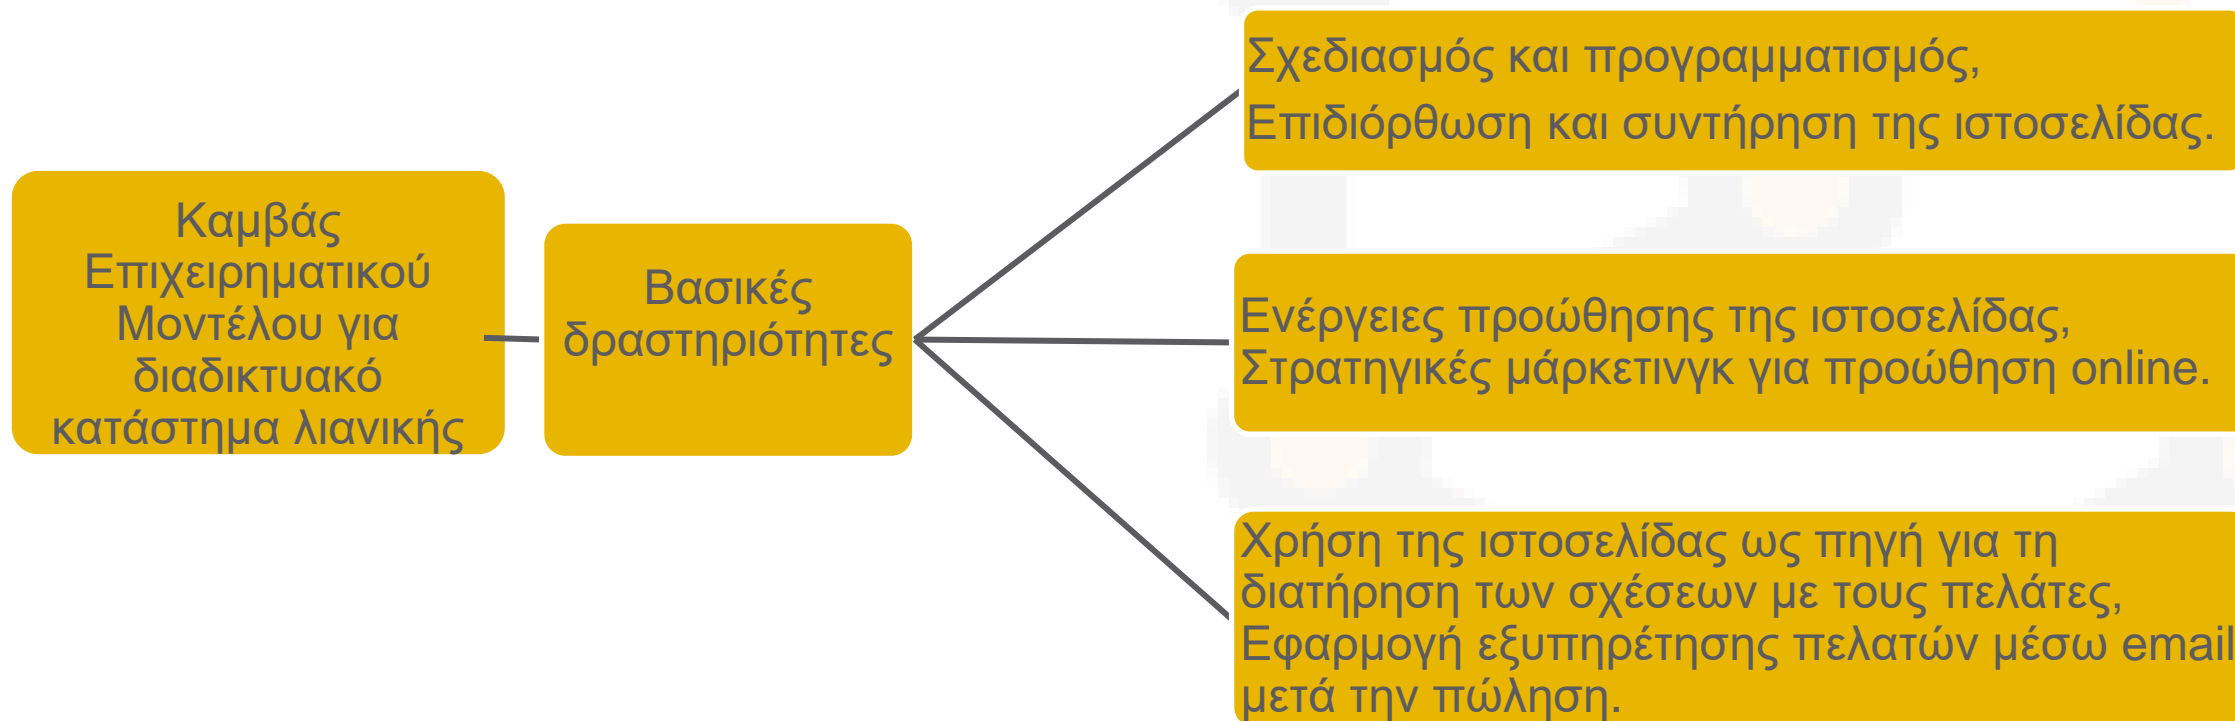 Καμβάς
Επιχειρηματικού
Μοντέλου για
διαδικτυακό
κατάστημα λιανικής
Βασικές
δραστηριότητες
Σχεδιασμός και προγραμματισμός,
Επιδιόρθωση και συντήρηση της ιστοσελίδας.
Ενέργειες προώθησης της ιστοσελίδας,
Στρατηγικές μάρκετινγκ για προώθηση online.
Χρήση της ιστοσελίδας ως πηγή για τη
διατήρηση των σχέσεων με τους πελάτες,
Εφαρμογή εξυπηρέτησης πελατών μέσω email
μετά την πώληση.